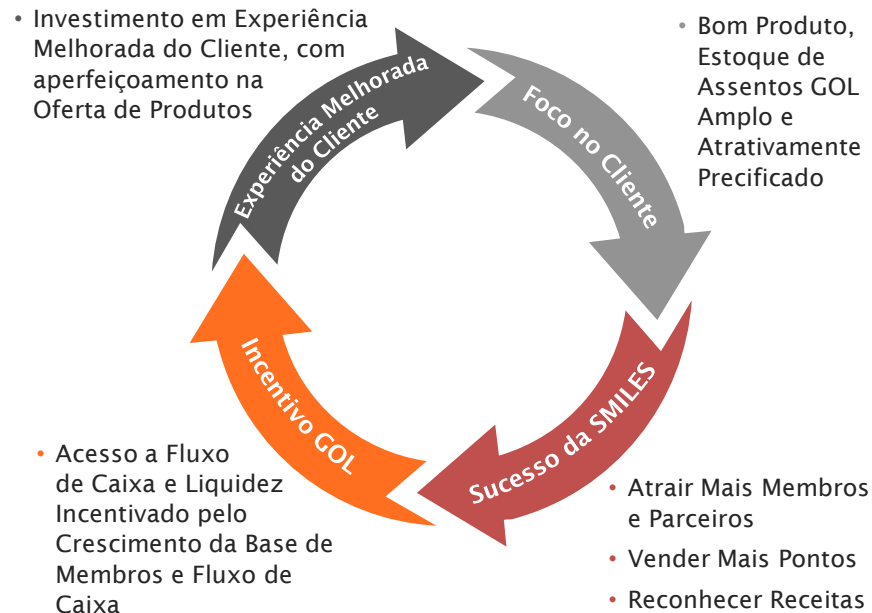 • Investimento em Experiência
Melhorada do Cliente, com
aperfeiçoamento na
Oferta de Produtos
Experiência Melhorada
do Cliente
Foco no Cliente
• Bom Produto,
Estoque de
Assentos GOL
Amplo e
Atrativamente
Precificado
Incentivo GOL
Sucesso da SMILES
• Acesso a Fluxo
de Caixa e Liquidez
Incentivado pelo
Crescimento da Base de
Membros e Fluxo de
Caixa
• Atrair Mais Membros
e Parceiros
• Vender Mais Pontos
• Reconhecer Receitas